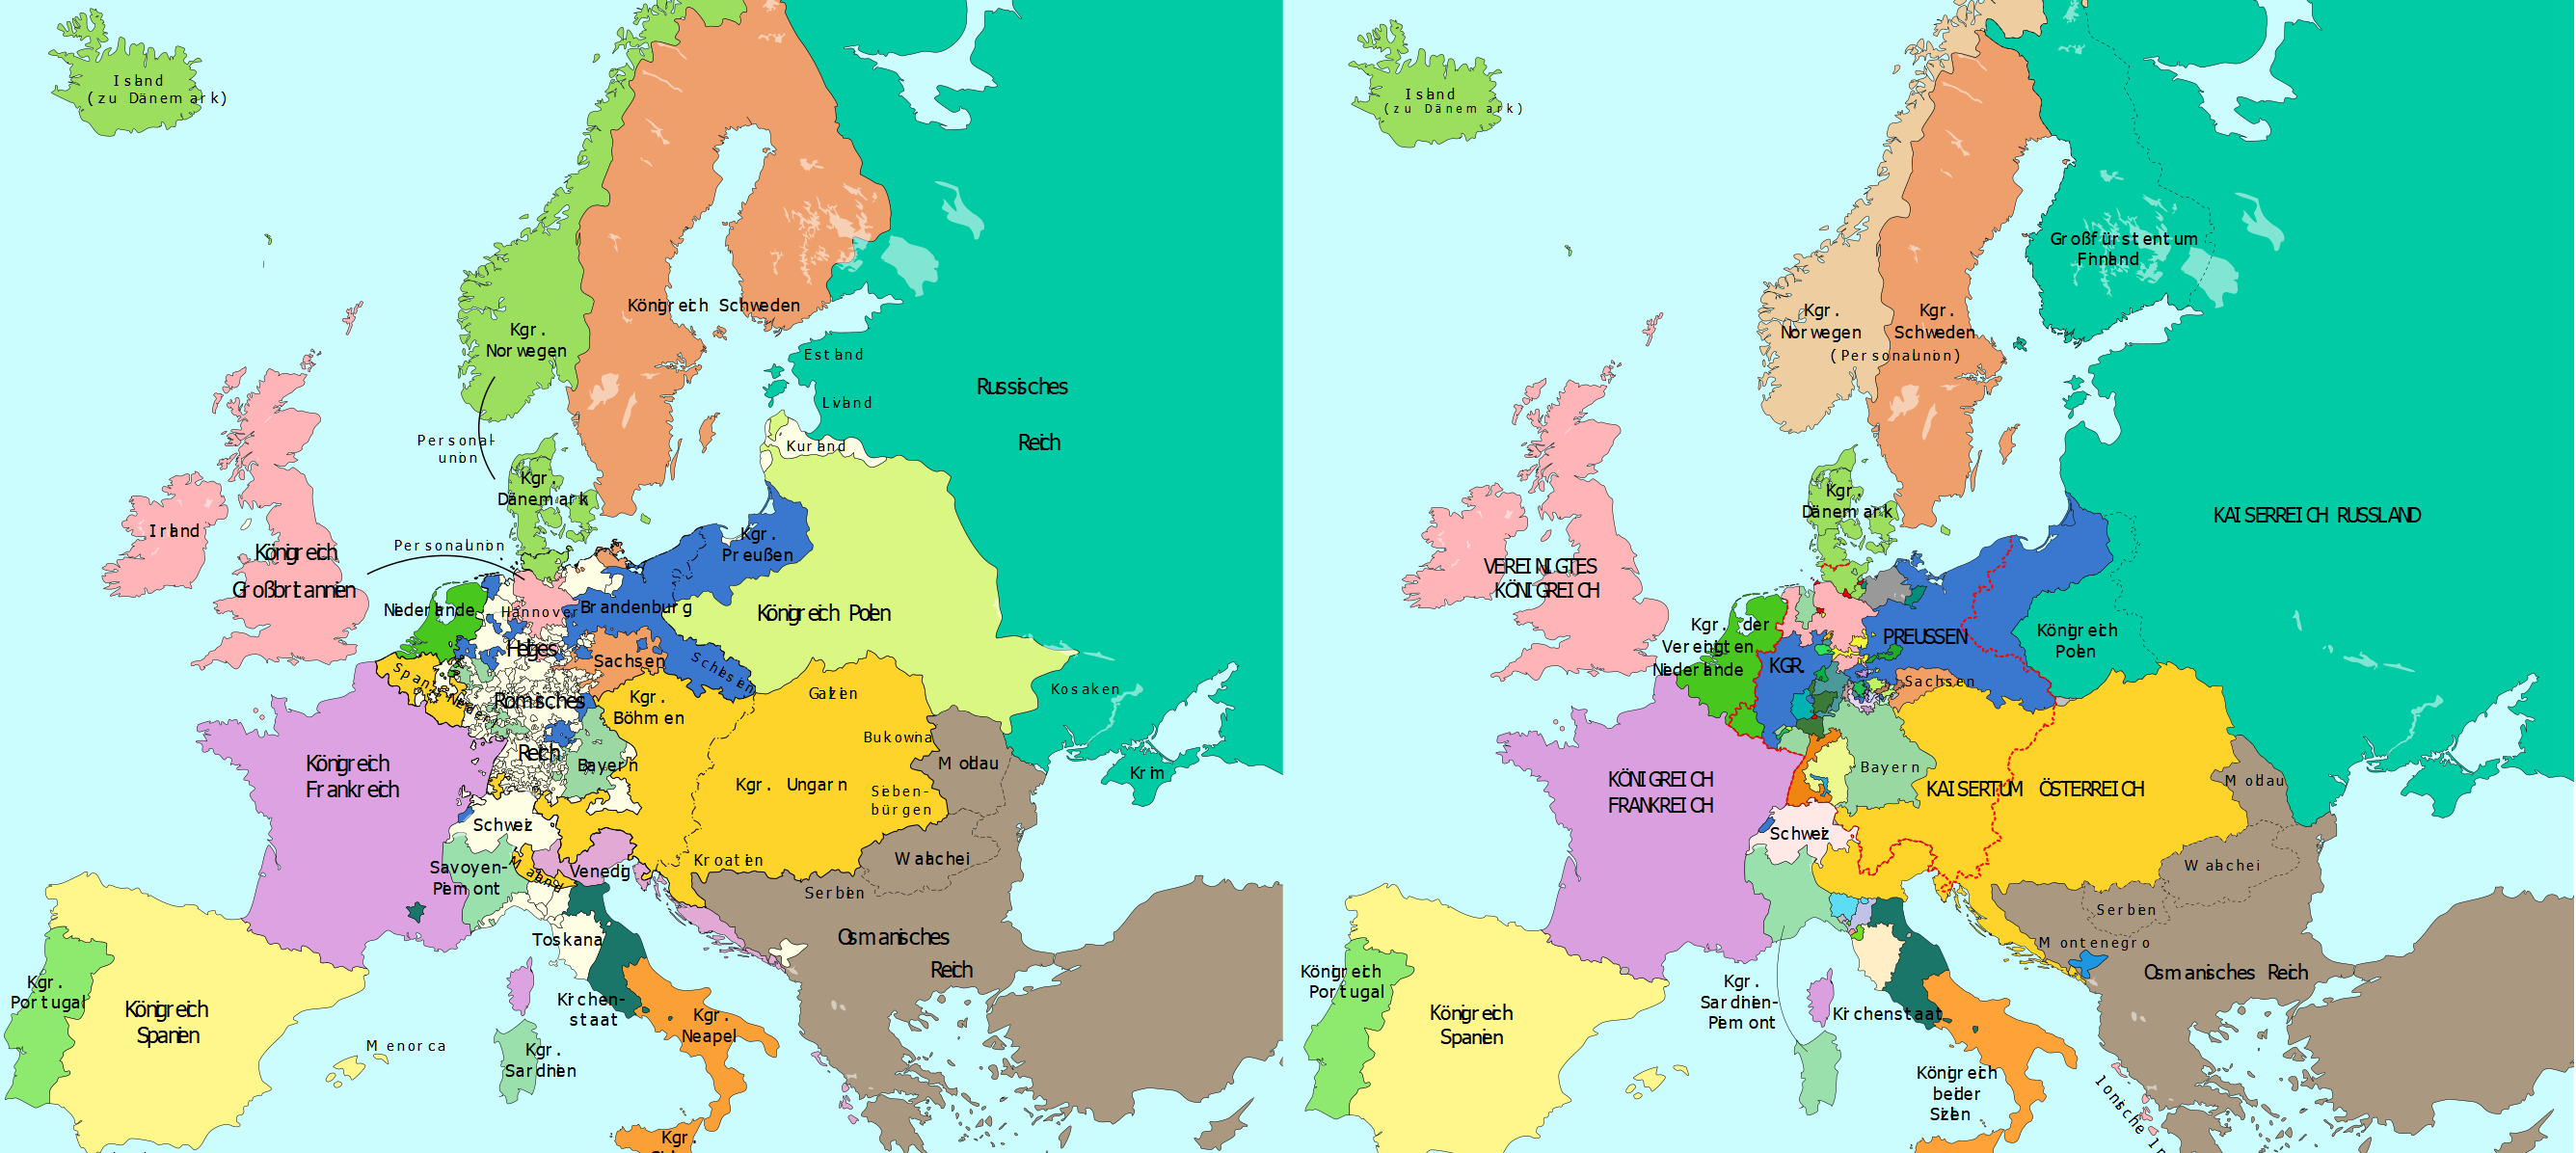 Island
(zu Dänemark)
Kgr.
Norwegen
Königreich Schweden
Estland
Livland
Kurand
Russisches
Reich
Personal-
union
Kgr.
Dänemark
Irland
Königreich
Großbritannien
Personalunion
Niederlande
Hannover
Brandenburg
Kgr.
Preußen
Königreich Polen
Heiliges
Römisches
Reich
Sachsen
Schlesien
Kgr.
Böhmen
Galizien
Kosaken
Königreich
Frankreich
Bayern
Bukowina
Moldau
Krim
Kgr. Ungarn
Sieben-
bürgen
Schweiz
Savoyen-
Piemont
Mailand
Venedig
Kroatien
Walachei
Serbien
Toskana
Osmanisches
Reich
Kgr.
Portugal
Königreich
Spanien
Menorca
Kirchen-
staat
Kgr.
Neapel
Kgr.
Sardinien
Kgr.
Island
(zu Dänemark)
Großfürstentum
Finnland
Kgr.
Norwegen
Kgr.
Schweden
(Personalunion)
Kgr.
Dänemark
KAISERREICH RUSSLAND
VEREINIGTES
KÖNIGREICH
Kgr. der
Vereinigten
Niederlande
KGR.
PREUSSEN
Königreich
Polen
Sachsen
KÖNIGREICH
FRANKREICH
Bayern
KAISERTUM ÖSTERREICH
Moldau
Schweiz
Walachei
Serbien
Montenegro
Osmanisches Reich
Königreich
Portugal
Königreich
Spanien
Kgr.
Sardinien-
Piemont
Kirchenstaat
Königreich
beider
Sizilien
Ionische